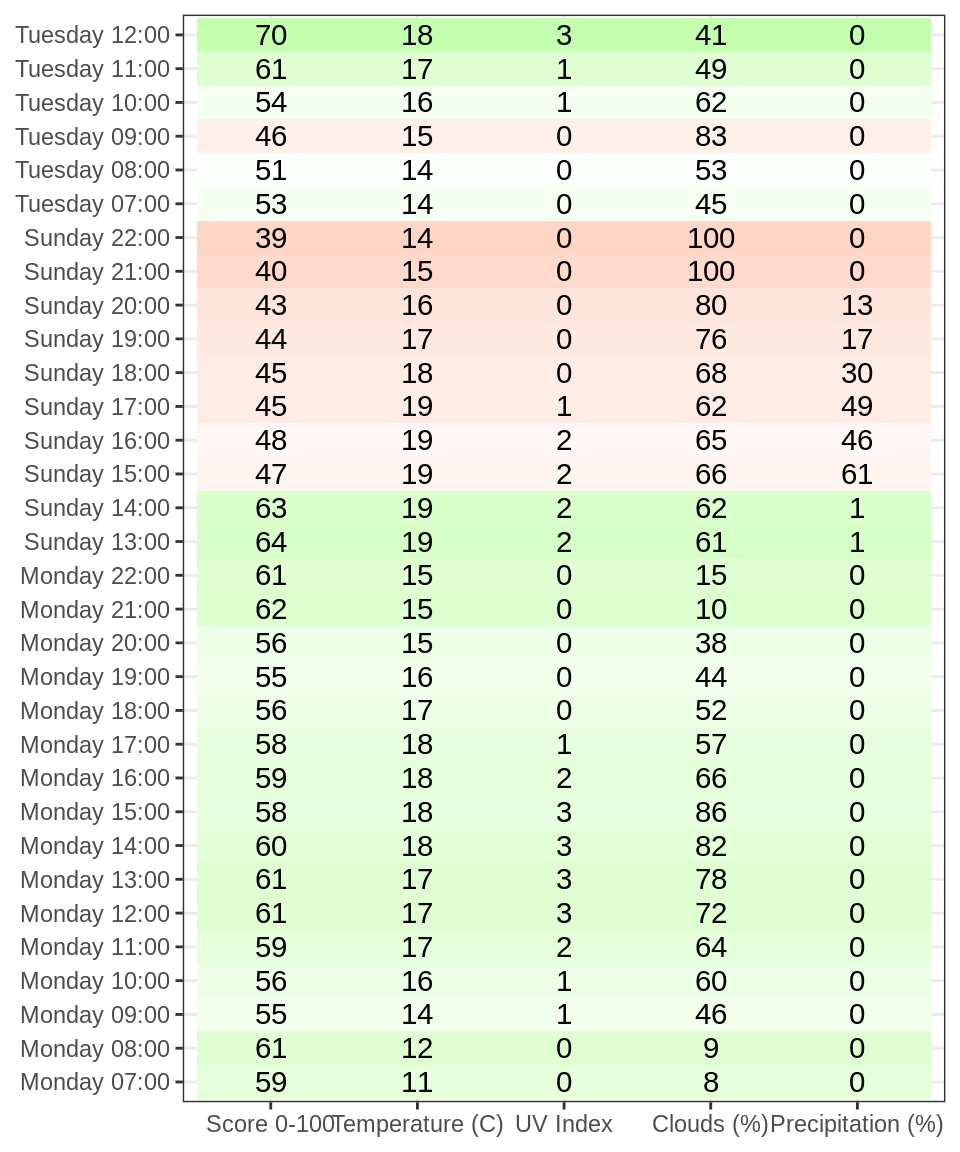 Tuesday 12:00 70 18 3 41 0
Tuesday 11:00 61 17 1 49 0
Tuesday 10:00 54 16 1 62 0
Tuesday 09:00 46 15 0 83 0
Tuesday 08:00 51 14 0 53 0
Tuesday 07:00 53 14 0 45 0
Sunday 22:00 39 14 0 100 0
Sunday 21:00 40 15 0 100 0
Sunday 20:00 43 16 0 80 13
Sunday 19:00 44 17 0 76 17
Sunday 18:00 45 18 0 68 30
Sunday 17:00 45 19 1 62 49
Sunday 16:00 48 19 2 65 46
Sunday 15:00 47 19 2 66 61
Sunday 14:00 63 19 2 62 1
Sunday 13:00 64 19 2 61 1
Monday 22:00 61 15 0 15 0
Monday 21:00 62 15 0 10 0
Monday 20:00 56 15 0 38 0
Monday 19:00 55 16 0 44 0
Monday 18:00 56 17 0 52 0
Monday 17:00 58 18 1 57 0
Monday 16:00 59 18 2 66 0
Monday 15:00 58 18 3 86 0
Monday 14:00 60 18 3 82 0
Monday 13:00 61 17 3 78 0
Monday 12:00 61 17 3 72 0
Monday 11:00 59 17 2 64 0
Monday 10:00 56 16 1 60 0
Monday 09:00 55 14 1 46 0
Monday 08:00 61 12 0 9 0
Monday 07:00 59 11 0 8 0
Score 0-100 Temperature (C) UV Index Clouds (%) Precipitation (%)